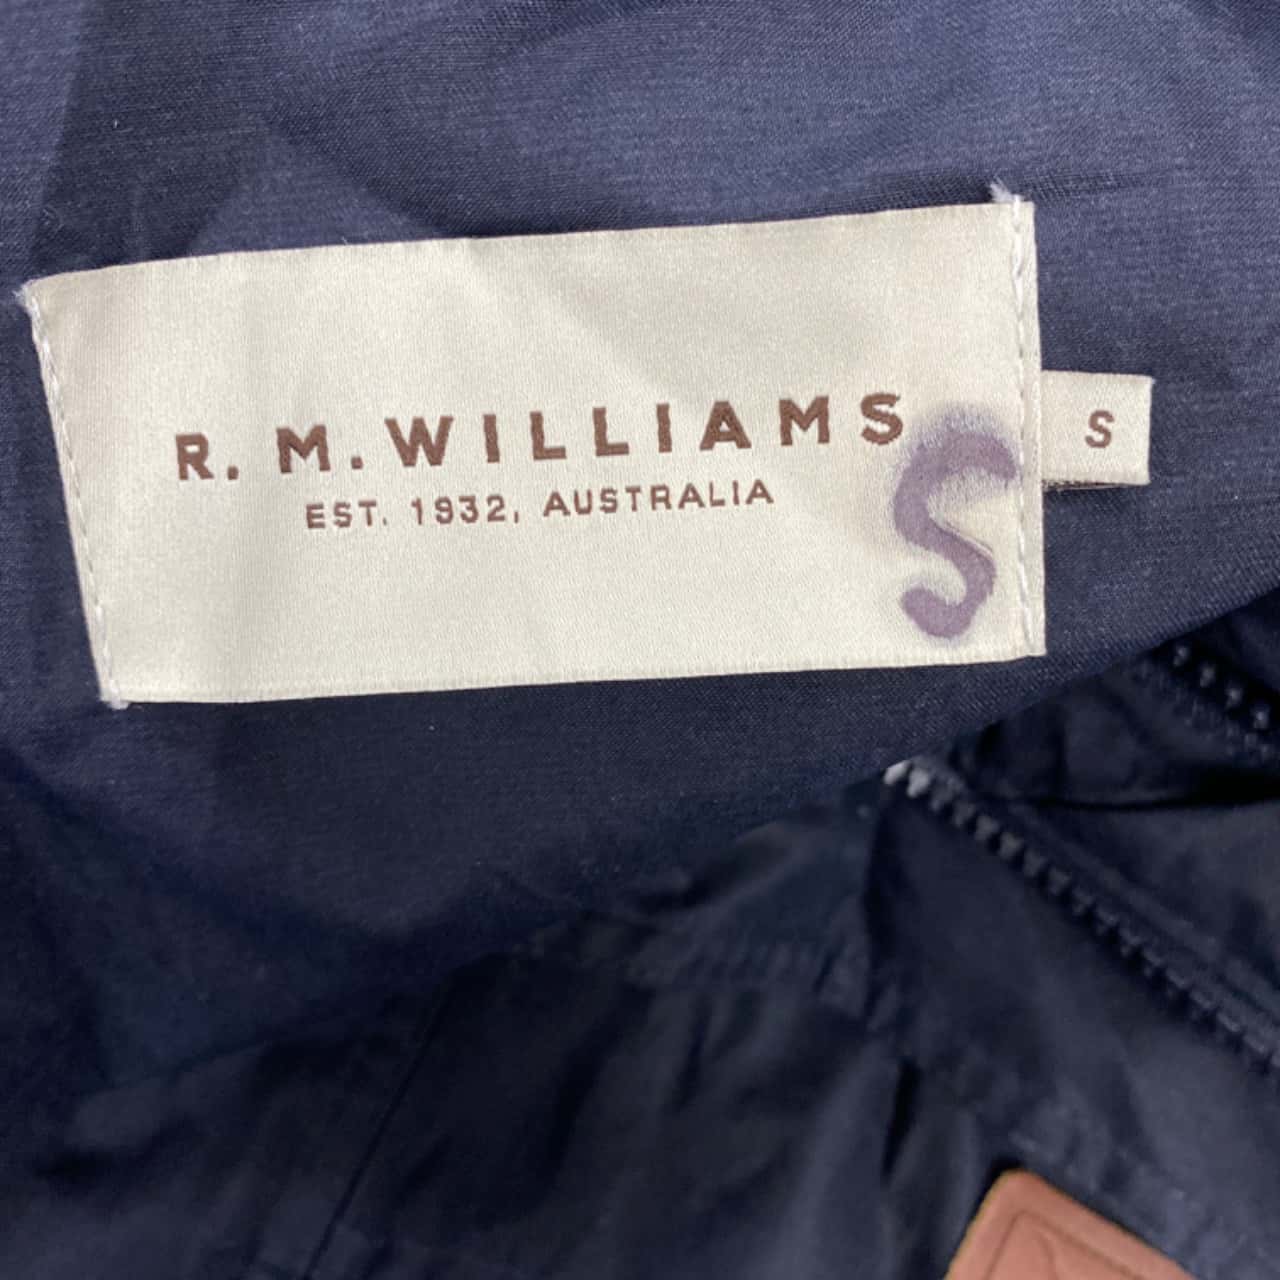 R. M. WILLIAMS
EST. 1932, AUSTRALIA
S
S